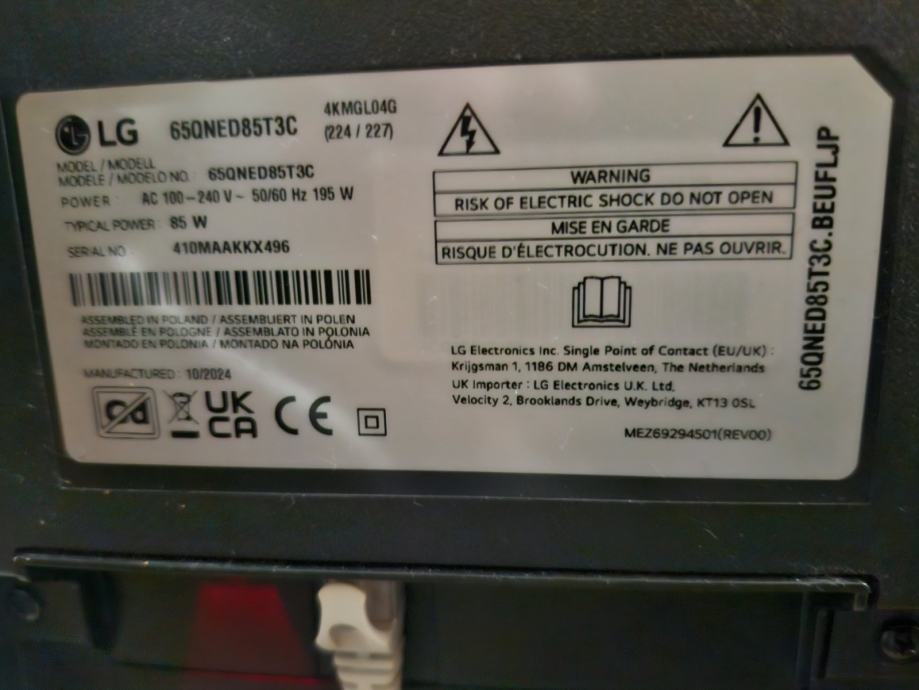 LG 65QNED85T3C 4KMGL04G
(224 / 227)
MODEL / MODELL
MODÈLE / MODELO NO. 65QNED85T3C
POWER : AC 100-240 V~ 50/60 Hz 195 W
TYPICAL POWER : 85 W
SERIAL NO. : 410MAAKKX496
ASSEMBLED IN POLAND / ASSEMBLIERT IN POLEN
ASSEMBLÉ EN POLOGNE / ASSEMBLATO IN POLONIA
MONTADO EN POLONIA / MONTADO NA POLÓNIA
MANUFACTURED : 10/2024
Pb
UK
CA
CE
WARNING
RISK OF ELECTRIC SHOCK DO NOT OPEN
MISE EN GARDE
RISQUE D'ÉLECTROCUTION. NE PAS OUVRIR.
LG Electronics Inc. Single Point of Contact (EU/UK) :
Krijgsman 1, 1186 DM Amstelveen, The Netherlands
UK Importer : LG Electronics U.K. Ltd.
Velocity 2, Brooklands Drive, Weybridge, KT13 0SL
MEZ69294501(REV00)
65QNED85T3C.BEUFLJP